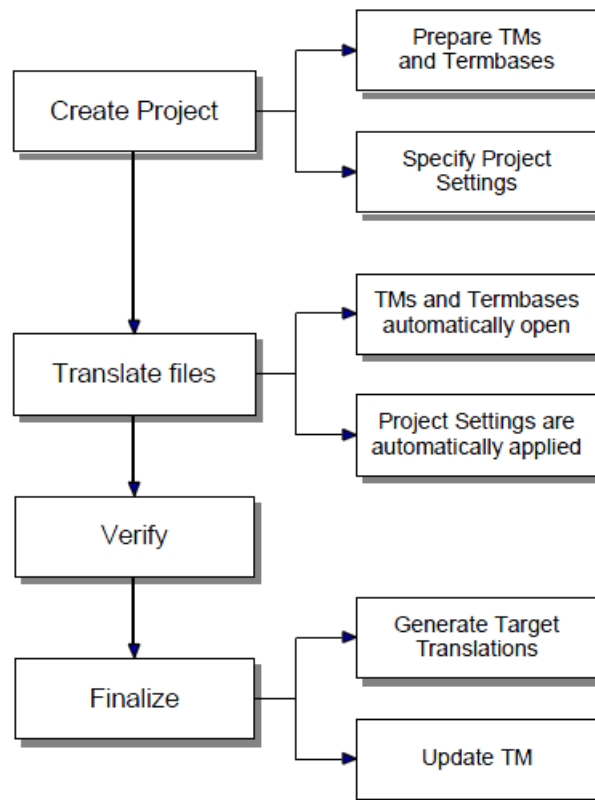 Prepare TMs
and Termbases
Create Project
Specify Project
Settings
TMs and Termbases
automatically open
Translate files
Project Settings are
automatically applied
Verify
Generate Target
Translations
Finalize
Update TM